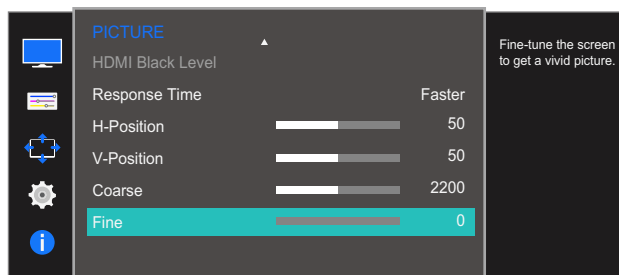 PICTURE
HDMI Black Level
Response Time Faster
H-Position 50
V-Position 50
Coarse 2200
Fine 0
Fine-tune the screen
to get a vivid picture.